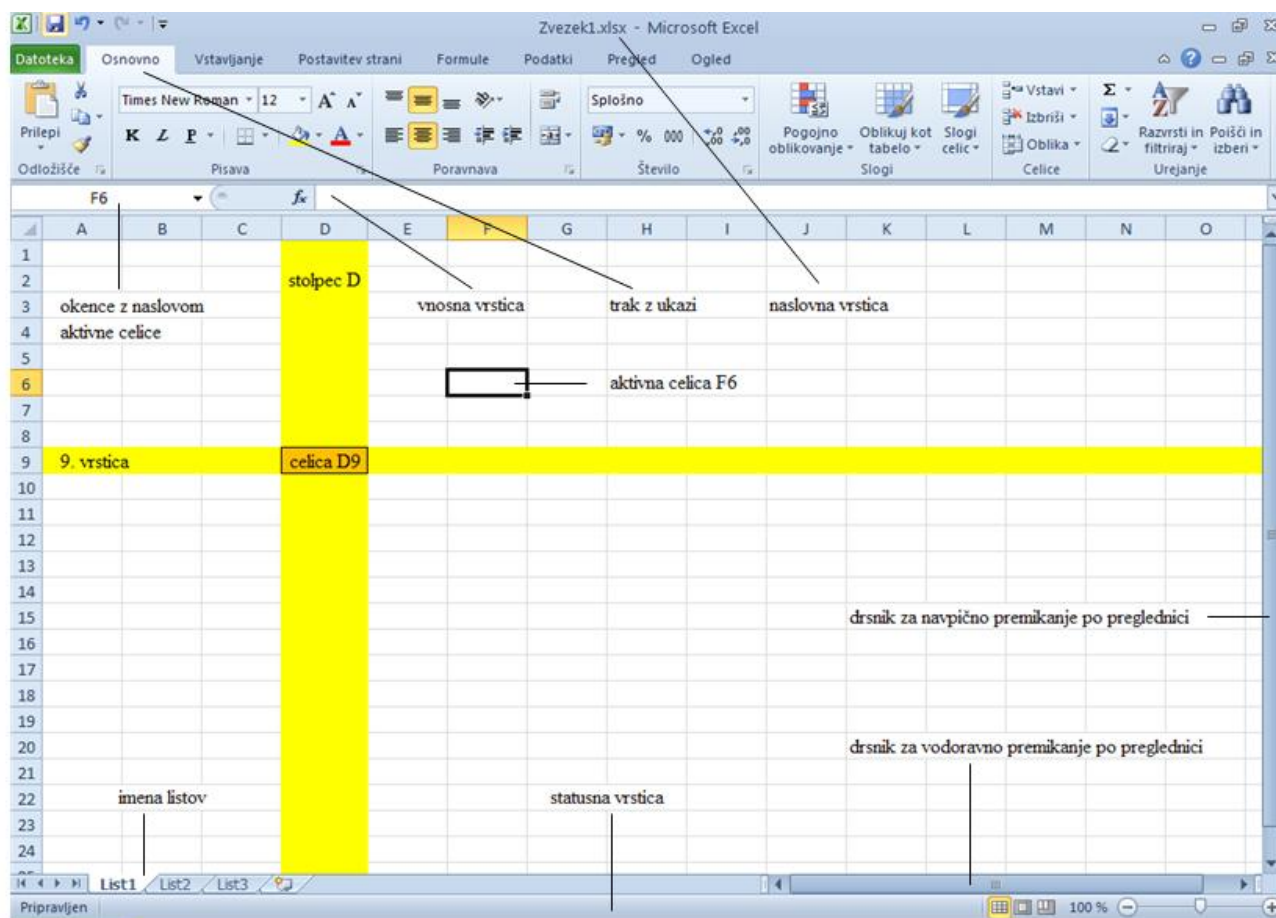 Zvezek1.xlsx - Microsoft Excel
Datoteka Osnovno Vstavljanje Postavitev strani Formule Podatki Pregled Ogled
Times New Roman 12 Splošno Vstavi Σ
Prilepi K L P % 000 Pogojno oblikovanje Oblikuj kot tabelo Slogi celic Izbriši Oblika Razvrsti in filtriraj Poišči in izberi
Odložišče Pisava Poravnava Število Slogi Celice Urejanje
F6 fx
A B C D E F G H I J K L M N O
1
2 stolpec D
3 okence z naslovom vnosna vrstica trak z ukazi naslovna vrstica
4 aktivne celice
5
6 aktivna celica F6
7
8
9 9. vrstica celica D9
10
11
12
13
14
15 drsnik za navpično premikanje po preglednici
16
17
18
19
20 drsnik za vodoravno premikanje po preglednici
21
22 imena listov statusna vrstica
23
24
List1 List2 List3
Pripravljen 100 %